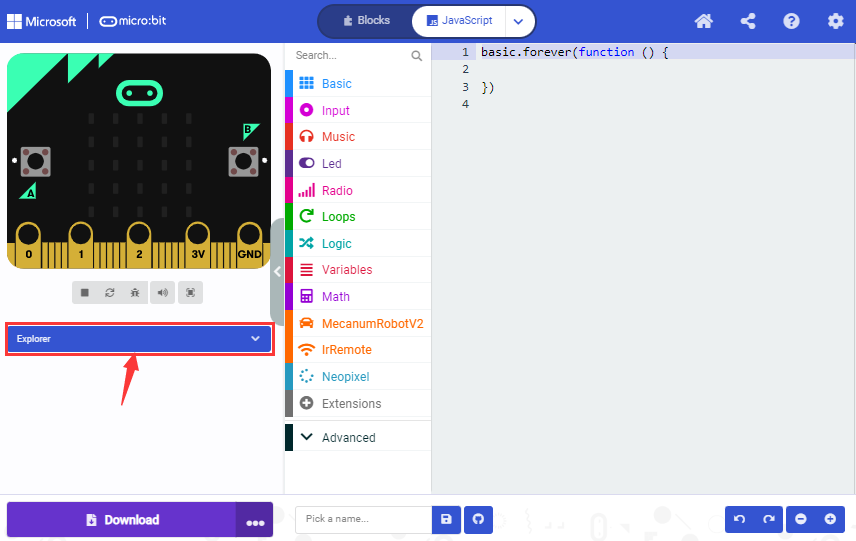 Microsoft
micro:bit
Blocks
JS JavaScript
Search...
Basic
Input
Music
Led
Radio
Loops
Logic
Variables
Math
MecanumRobotV2
IrRemote
Neopixel
Extensions
Advanced
1 basic.forever(function () {
2
3 })
4
B
A
0 1 2 3V GND
Explorer
Download
Pick a name...